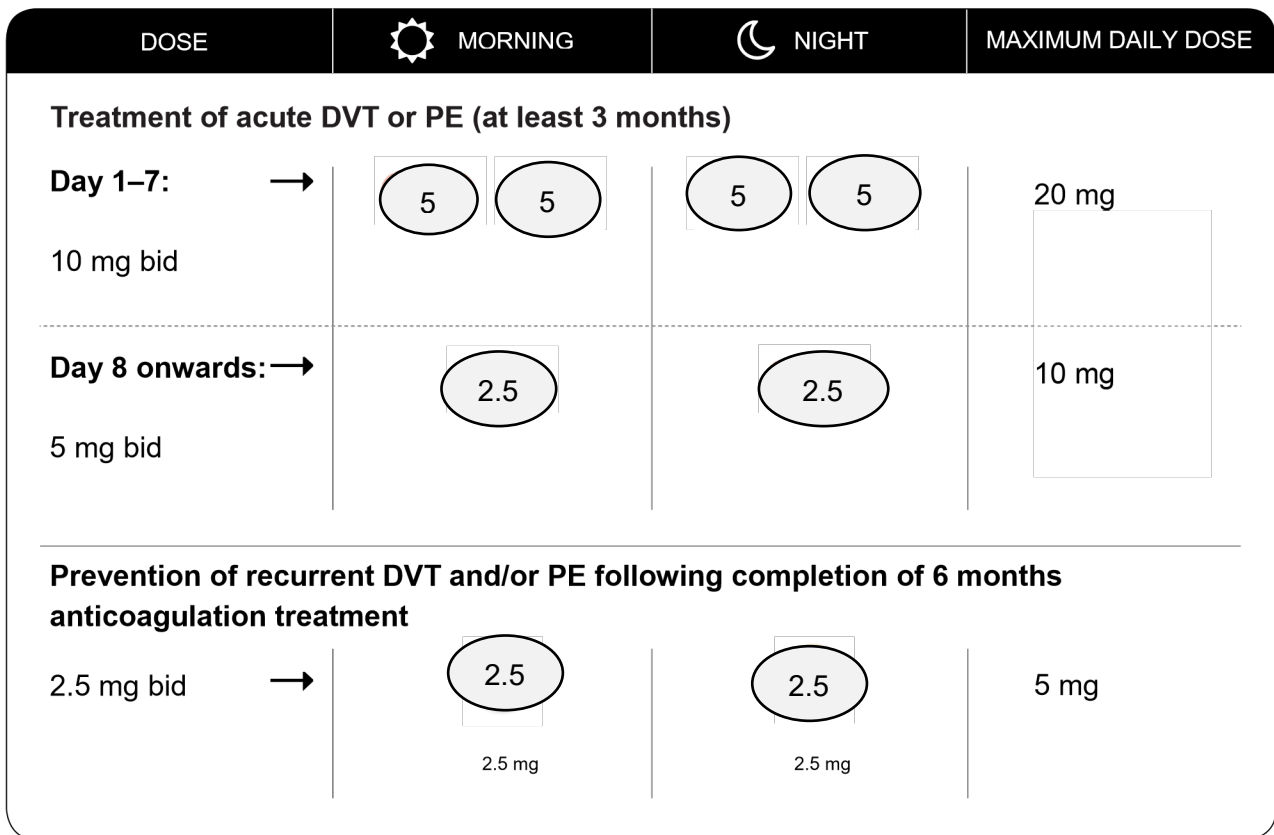 DOSE MORNING NIGHT MAXIMUM DAILY DOSE
Treatment of acute DVT or PE (at least 3 months)
Day 1–7: 5 5 5 5 20 mg
10 mg bid
Day 8 onwards: 2.5 2.5 10 mg
5 mg bid
Prevention of recurrent DVT and/or PE following completion of 6 months
anticoagulation treatment
2.5 mg bid 2.5 2.5 5 mg
2.5 mg 2.5 mg